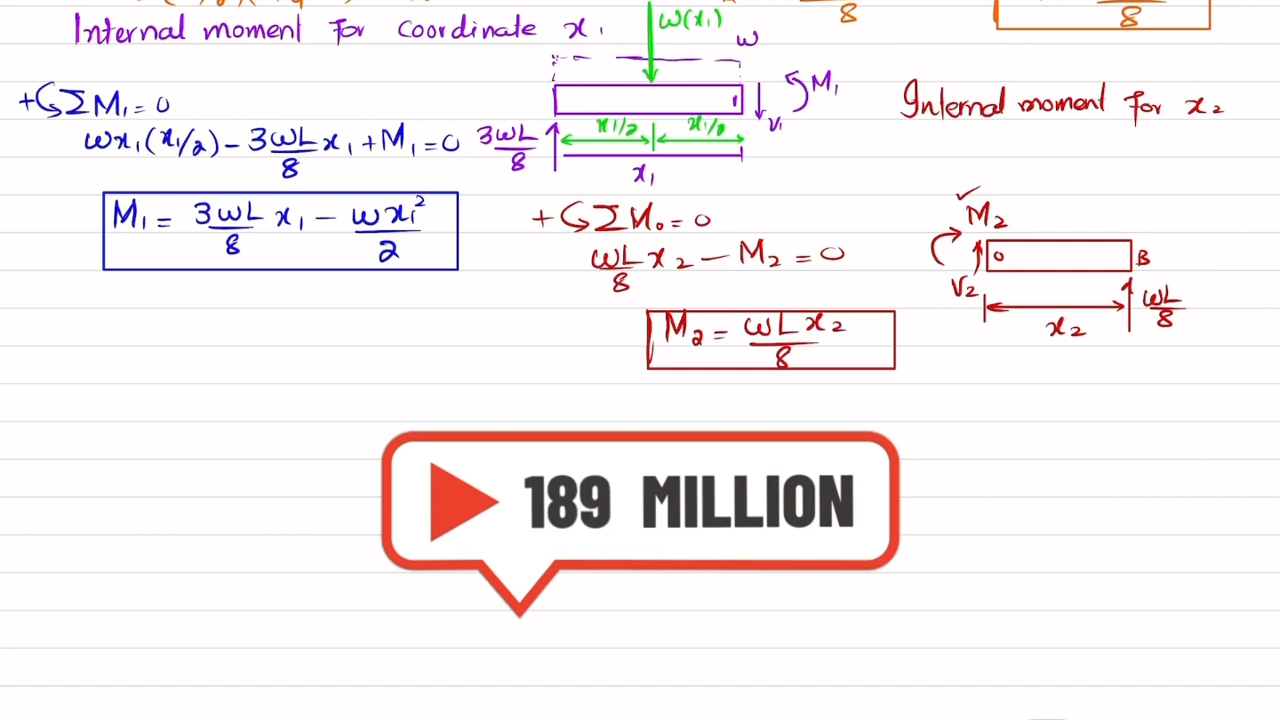 8
8
Internal moment for coordinate x₁
w(x₁)
w
+↺ΣM₁=0
wx₁(x₁/2) - 3wL/8 x₁ + M₁ = 0
3wL/8
x₁/2
x₁/2
x₁
1
V₁
M₁
M₁ = 3wL/8 x₁ - wx₁²/2
Internal moment for x₂
+↺ΣM₀=0
wL/8 x₂ - M₂ = 0
M₂ = wLx₂/8
✓
M₂
O
B
V₂
x₂
wL/8
189 MILLION